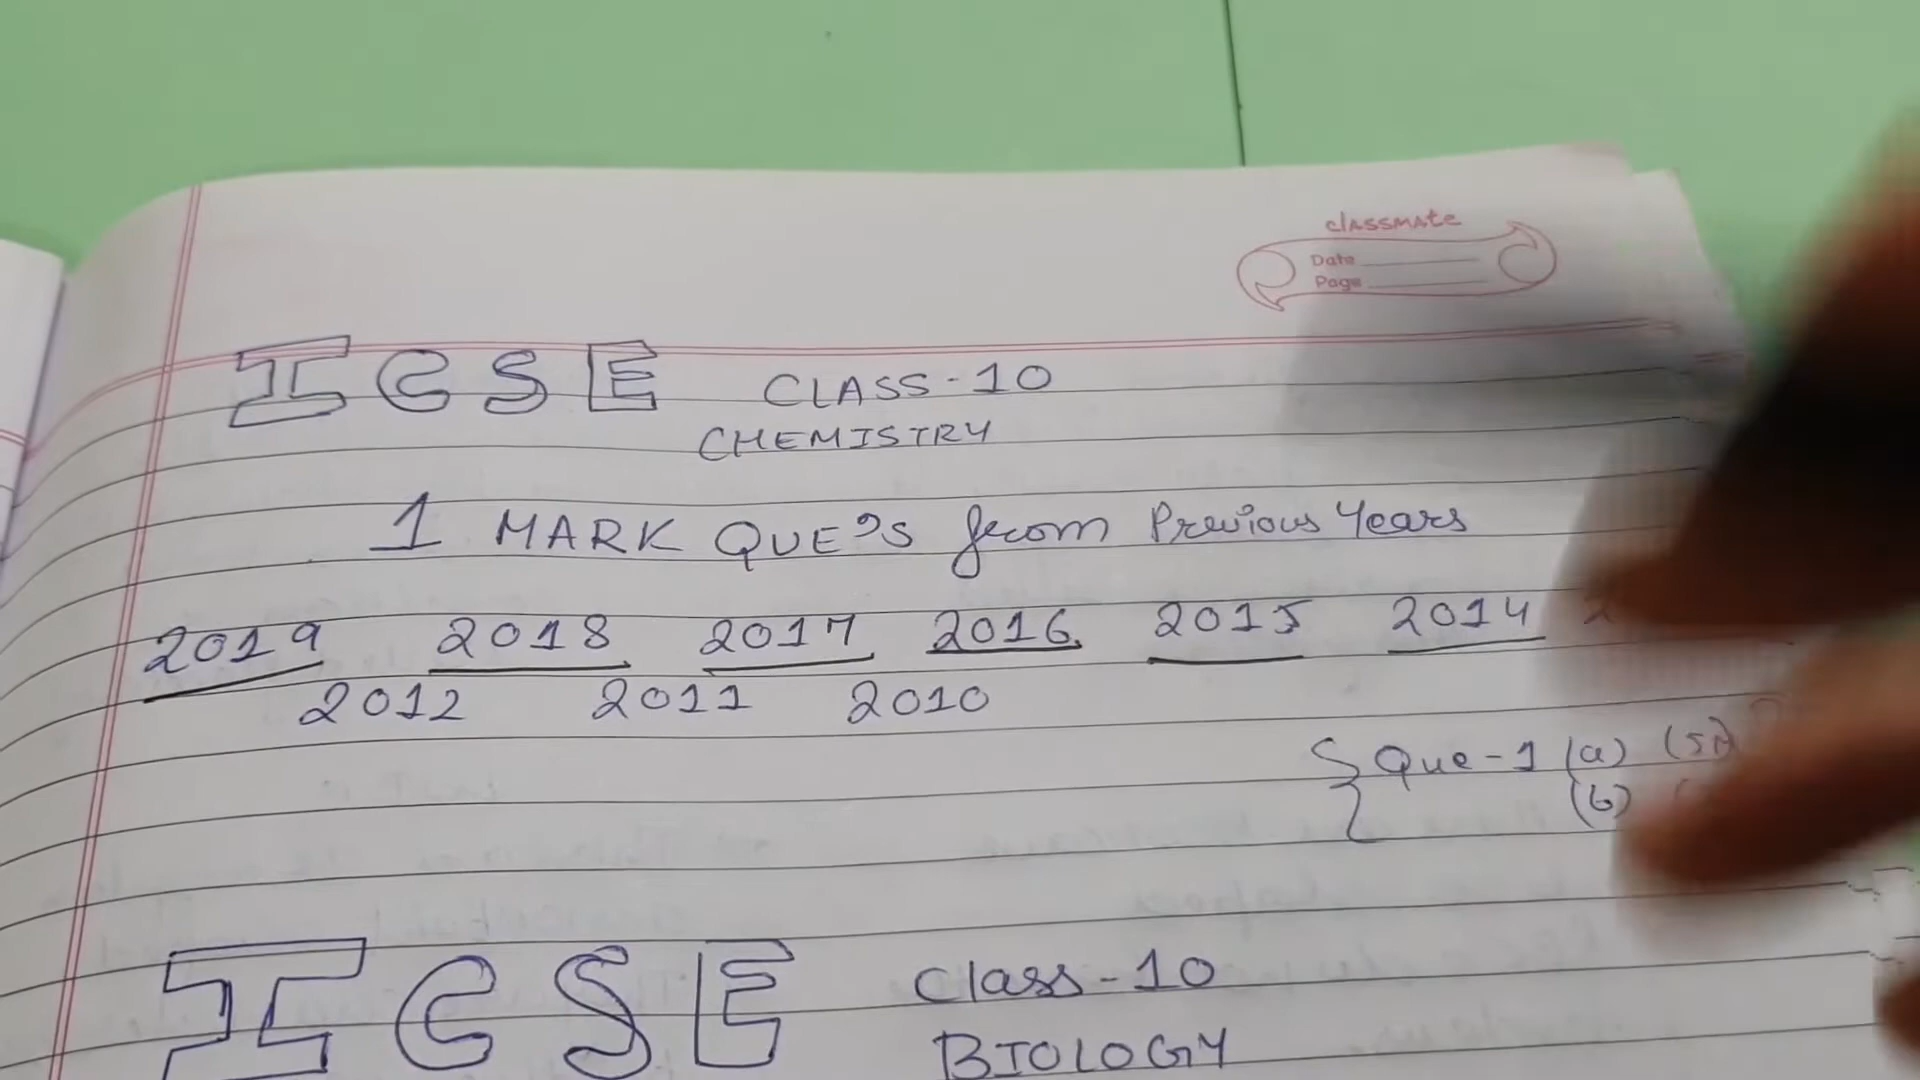 classmate
Date
Page
ICSE CLASS-10
CHEMISTRY
1 MARK QUE's from Previous Years
2019 2018 2017 2016 2015 2014
2012 2011 2010
Que-1 (a)
(b)
ICSE Class-10
BIOLOGY